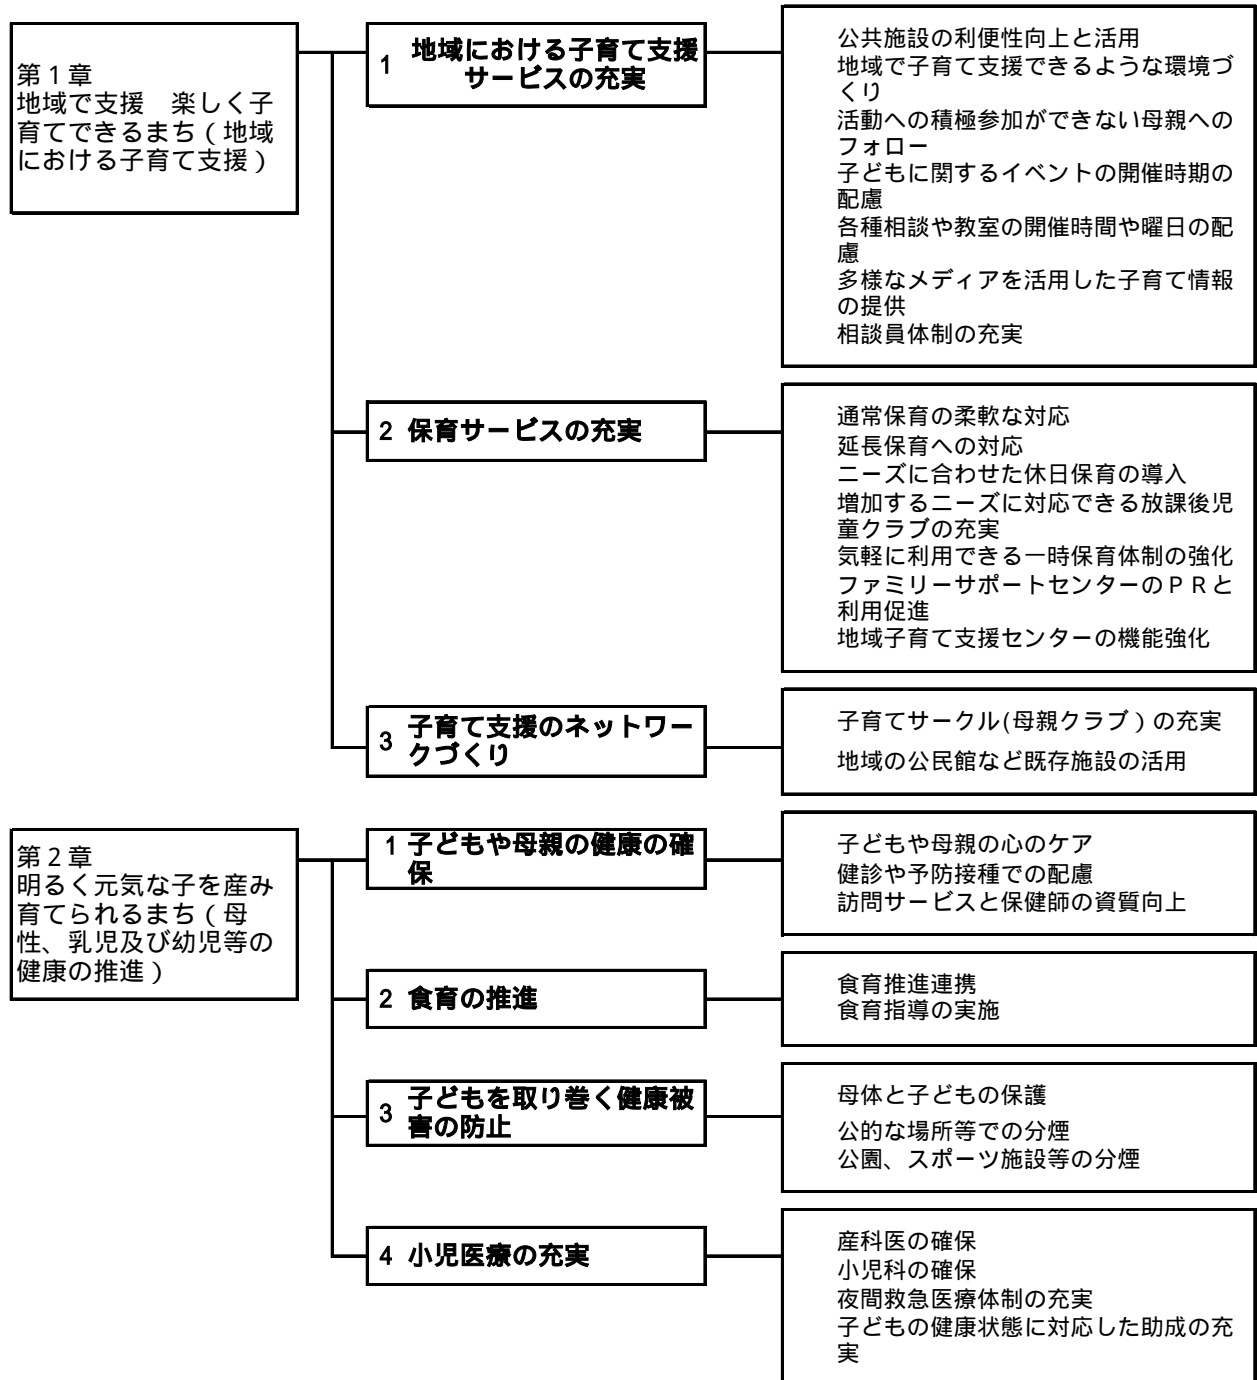 第１章
地域で支援　楽しく子
育てできるまち（地域
における子育て支援）
1 地域における子育て支援
サービスの充実
公共施設の利便性向上と活用
地域で子育て支援できるような環境づ
くり
活動への積極参加ができない母親への
フォロー
子どもに関するイベントの開催時期の
配慮
各種相談や教室の開催時間や曜日の配
慮
多様なメディアを活用した子育て情報
の提供
相談員体制の充実
2 保育サービスの充実
通常保育の柔軟な対応
延長保育への対応
ニーズに合わせた休日保育の導入
増加するニーズに対応できる放課後児
童クラブの充実
気軽に利用できる一時保育体制の強化
ファミリーサポートセンターのＰＲと
利用促進
地域子育て支援センターの機能強化
3 子育て支援のネットワー
クづくり
子育てサークル(母親クラブ）の充実
地域の公民館など既存施設の活用
第２章
明るく元気な子を産み
育てられるまち（母
性、乳児及び幼児等の
健康の推進）
1 子どもや母親の健康の確
保
子どもや母親の心のケア
健診や予防接種での配慮
訪問サービスと保健師の資質向上
2 食育の推進
食育推進連携
食育指導の実施
3 子どもを取り巻く健康被
害の防止
母体と子どもの保護
公的な場所等での分煙
公園、スポーツ施設等の分煙
4 小児医療の充実
産科医の確保
小児科の確保
夜間救急医療体制の充実
子どもの健康状態に対応した助成の充
実